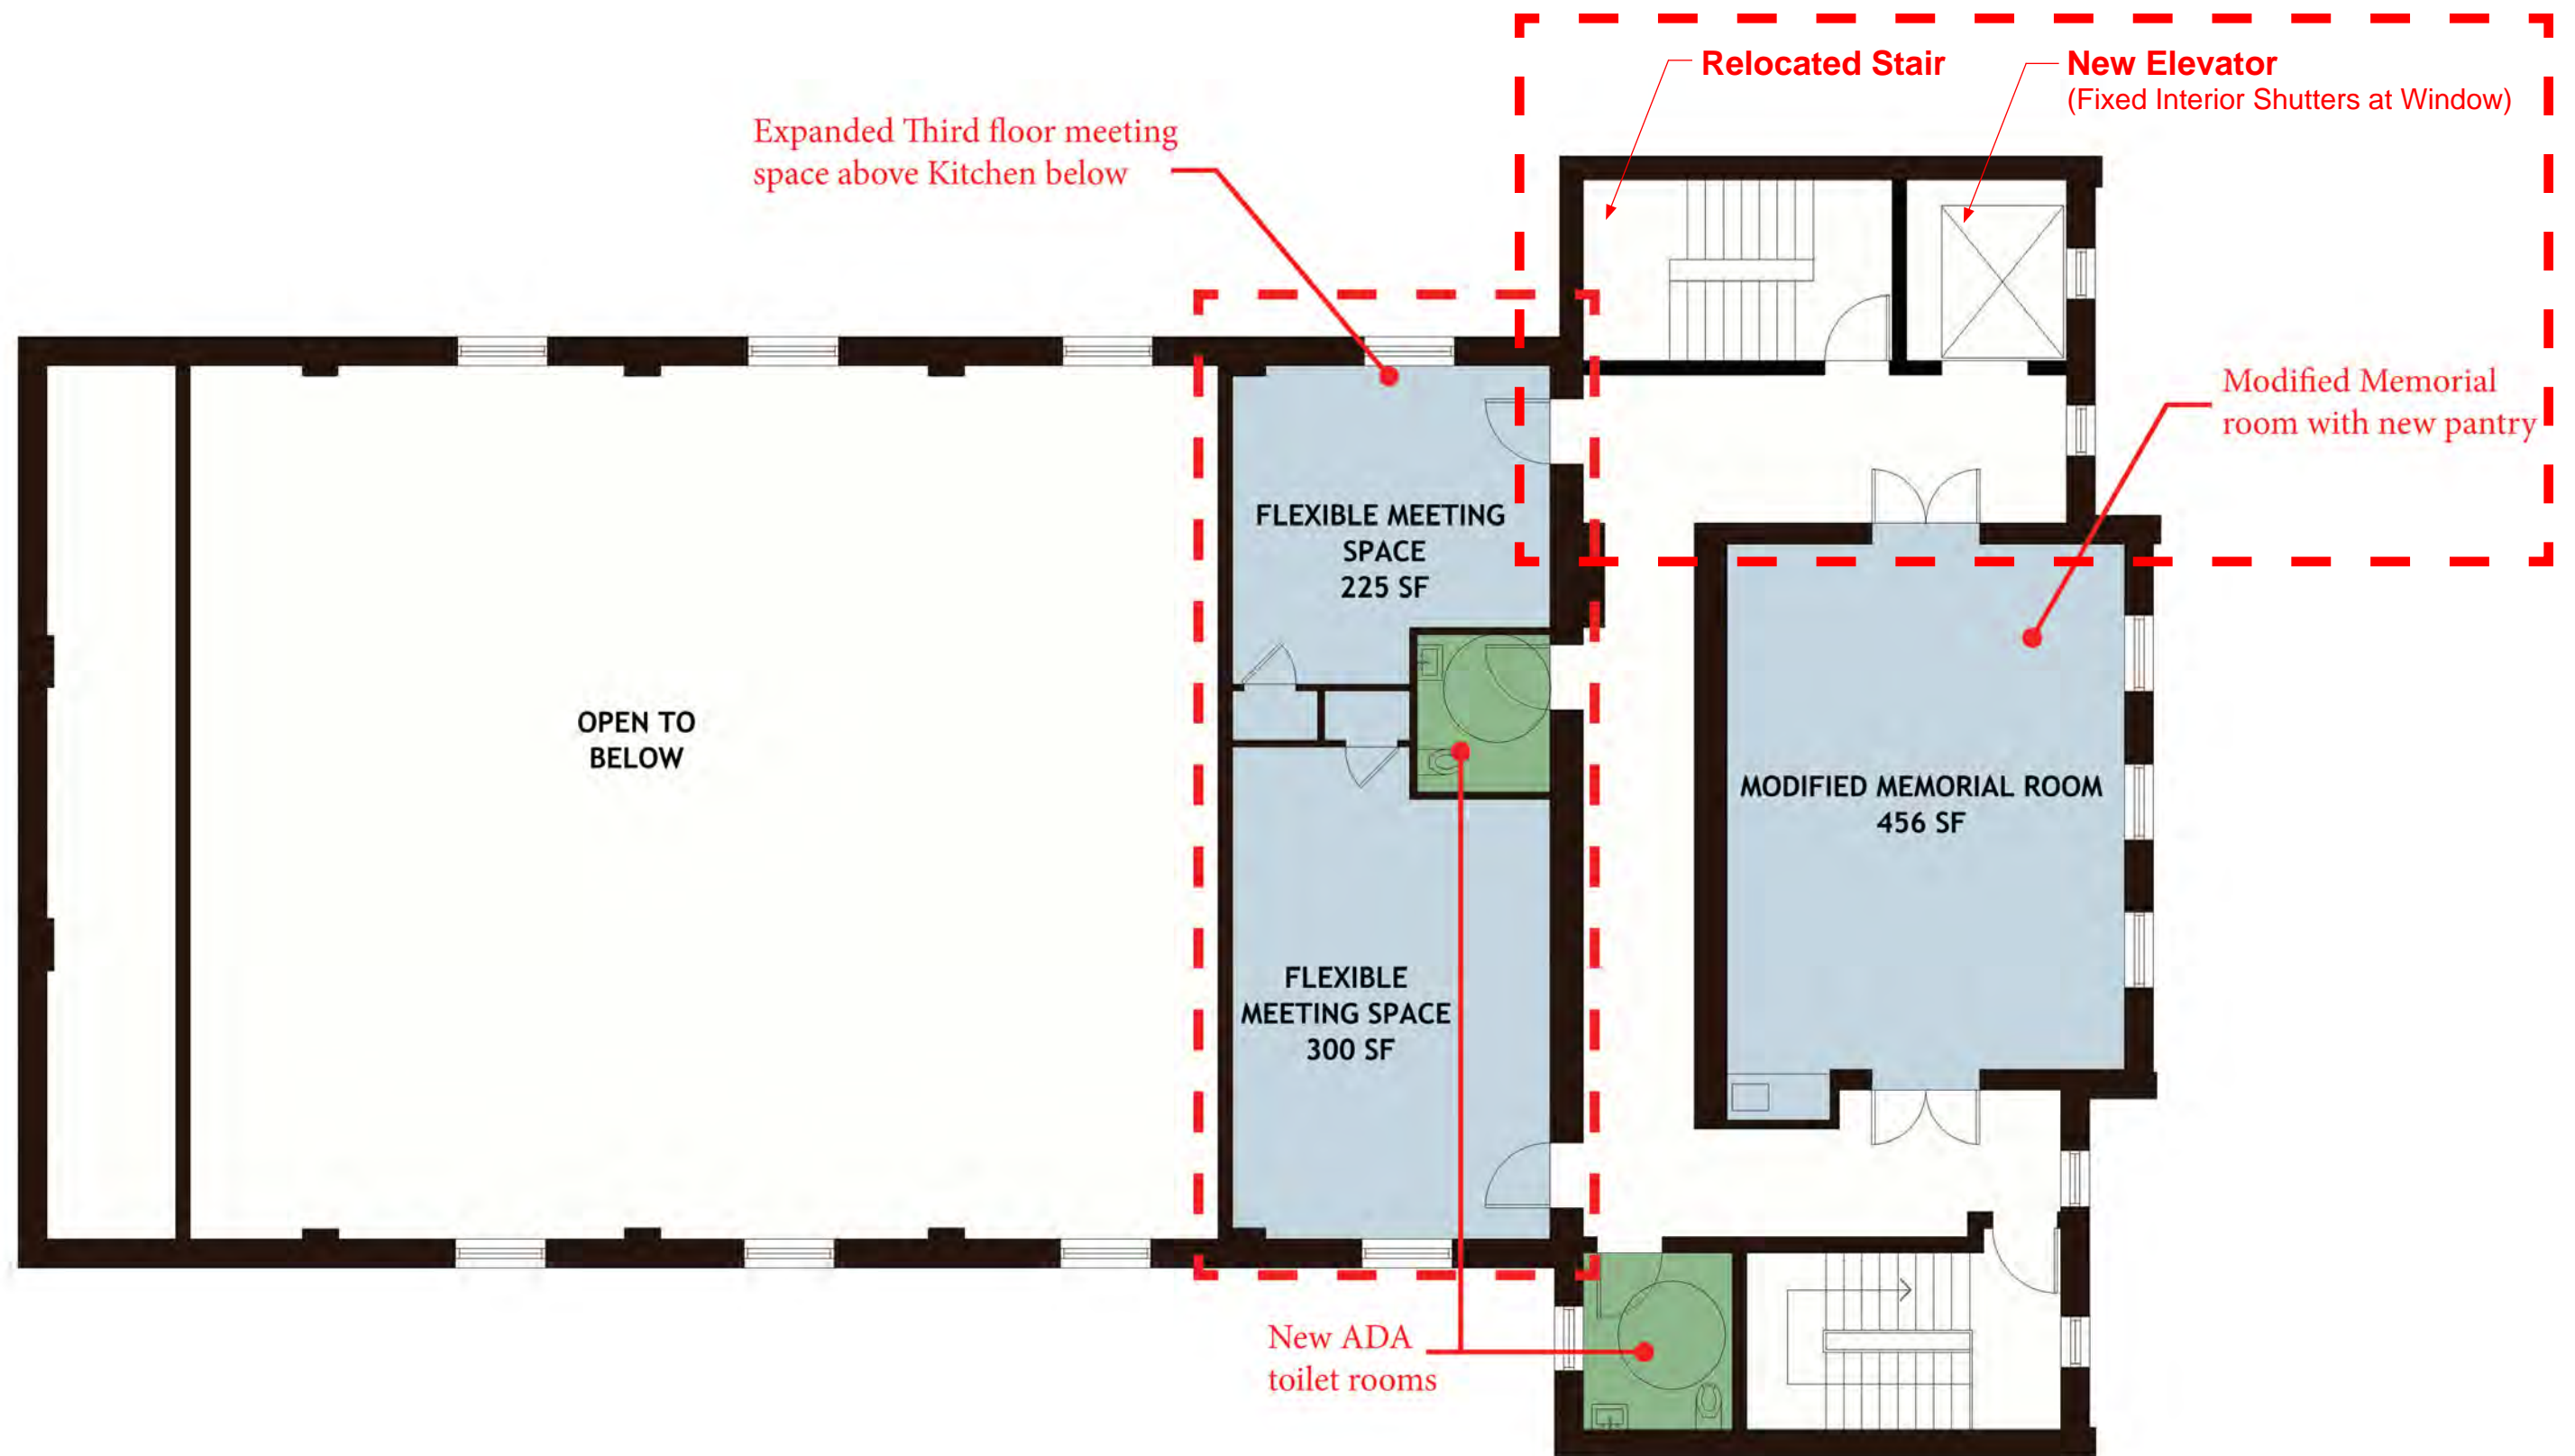 Relocated Stair
New Elevator
(Fixed Interior Shutters at Window)
Expanded Third floor meeting
space above Kitchen below
Modified Memorial
room with new pantry
FLEXIBLE MEETING
SPACE
225 SF
OPEN TO
BELOW
MODIFIED MEMORIAL ROOM
456 SF
FLEXIBLE
MEETING SPACE
300 SF
New ADA
toilet rooms